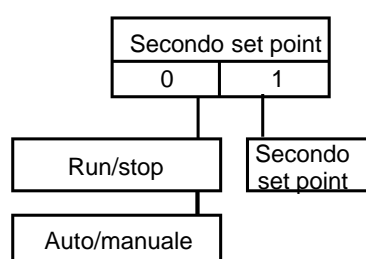 Secondo set point
0 1
Run/stop
Secondo
set point
Auto/manuale